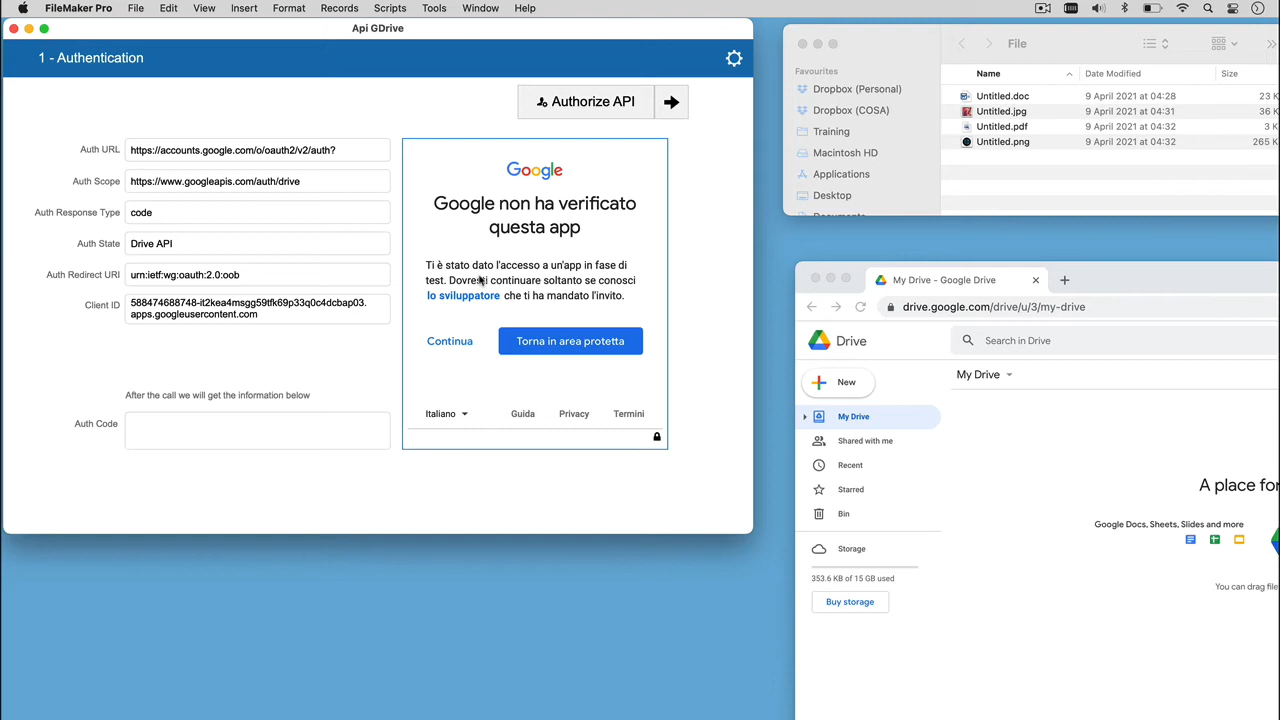 FileMaker Pro File Edit View Insert Format Records Scripts Tools Window Help
Api GDrive
1 - Authentication
Authorize API
Auth URL https://accounts.google.com/o/oauth2/v2/auth?
Auth Scope https://www.googleapis.com/auth/drive
Auth Response Type code
Auth State Drive API
Auth Redirect URI urn:ietf:wg:oauth:2.0:oob
Client ID 588474688748-it2kea4msgg59tfk69p33q0c4dcbap03.
apps.googleusercontent.com
After the call we will get the information below
Auth Code
Google
Google non ha verificato
questa app
Ti è stato dato l'accesso a un'app in fase di
test. Dovresti continuare soltanto se conosci
lo sviluppatore che ti ha mandato l'invito.
Continua Torna in area protetta
Italiano Guida Privacy Termini
File
Favourites
Dropbox (Personal)
Dropbox (COSA)
Training
Macintosh HD
Applications
Desktop
Name Date Modified Size
Untitled.doc 9 April 2021 at 04:28 23 K
Untitled.jpg 9 April 2021 at 04:31 36 K
Untitled.pdf 9 April 2021 at 04:32 3 K
Untitled.png 9 April 2021 at 04:32 265 K
My Drive - Google Drive
drive.google.com/drive/u/3/my-drive
Drive
Search in Drive
New
My Drive
My Drive
Shared with me
Recent
Starred
Bin
Storage
353.6 KB of 15 GB used
Buy storage
A place for
Google Docs, Sheets, Slides and more
You can drag file